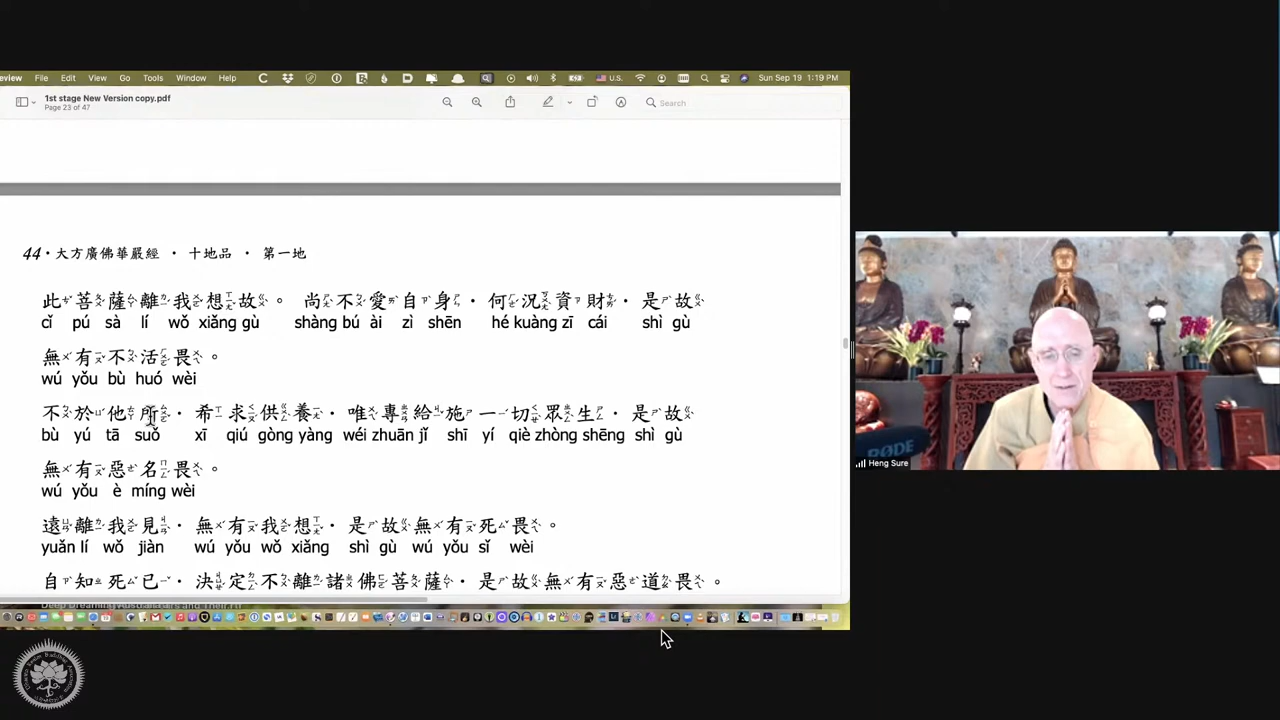 eview File Edit View Go Tools Window Help U.S. Sun Sep 19 1:19 PM
1st stage New Version copy.pdf
Page 23 of 47
Search
44·大方廣佛華嚴經 · 十地品 · 第一地
此菩薩離我想故。 尚不愛自身·何況資財·是故
cǐ pú sà lí wǒ xiǎng gù shàng bú ài zì shēn hé kuàng zī cái shì gù
無有不活畏。
wú yǒu bù huó wèi
不於他所·希求供養·唯專給施一切眾生·是故
bù yú tā suǒ xī qiú gòng yàng wéi zhuān jǐ shī yí qiè zhòng shēng shì gù
無有惡名畏。
wú yǒu è míng wèi
遠離我見·無有我想·是故無有死畏。
yuǎn lí wǒ jiàn wú yǒu wǒ xiǎng shì gù wú yǒu sǐ wèi
自知死已·決定不離諸佛菩薩·是故無有惡道畏。
RØDE
Heng Sure